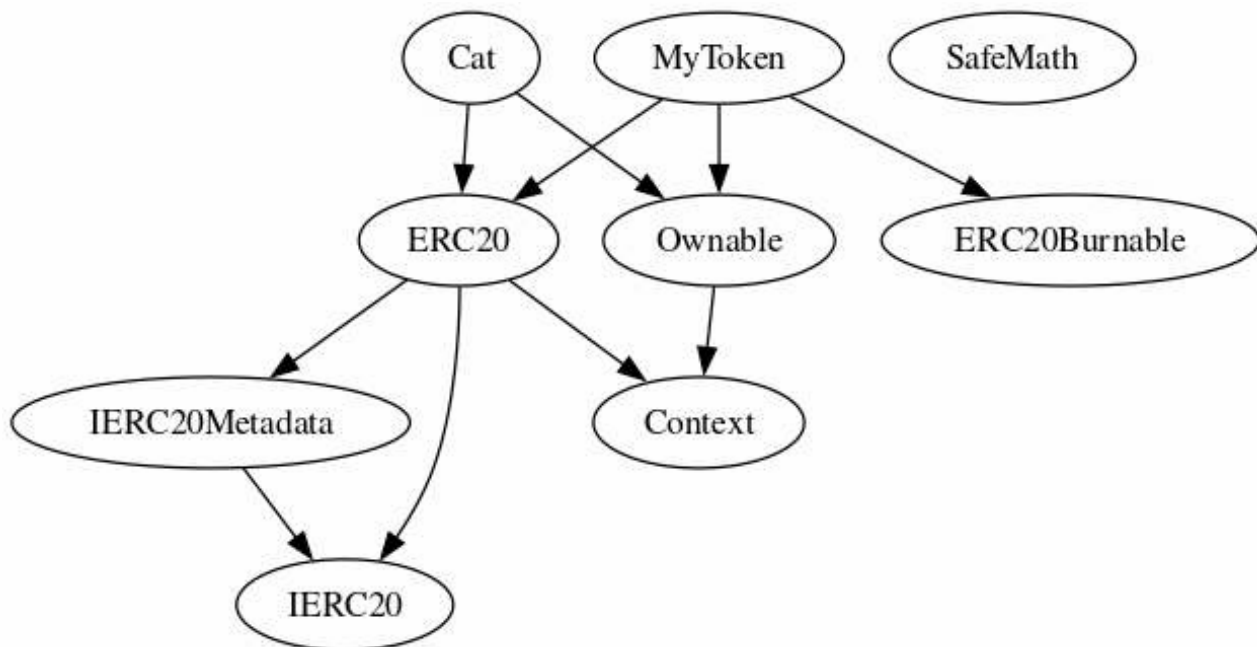 Cat
MyToken
SafeMath
ERC20
Ownable
ERC20Burnable
IERC20Metadata
Context
IERC20